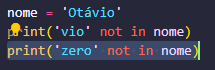 nome = 'Otávio'
print('vio' not in nome)
print('zero' not in nome)